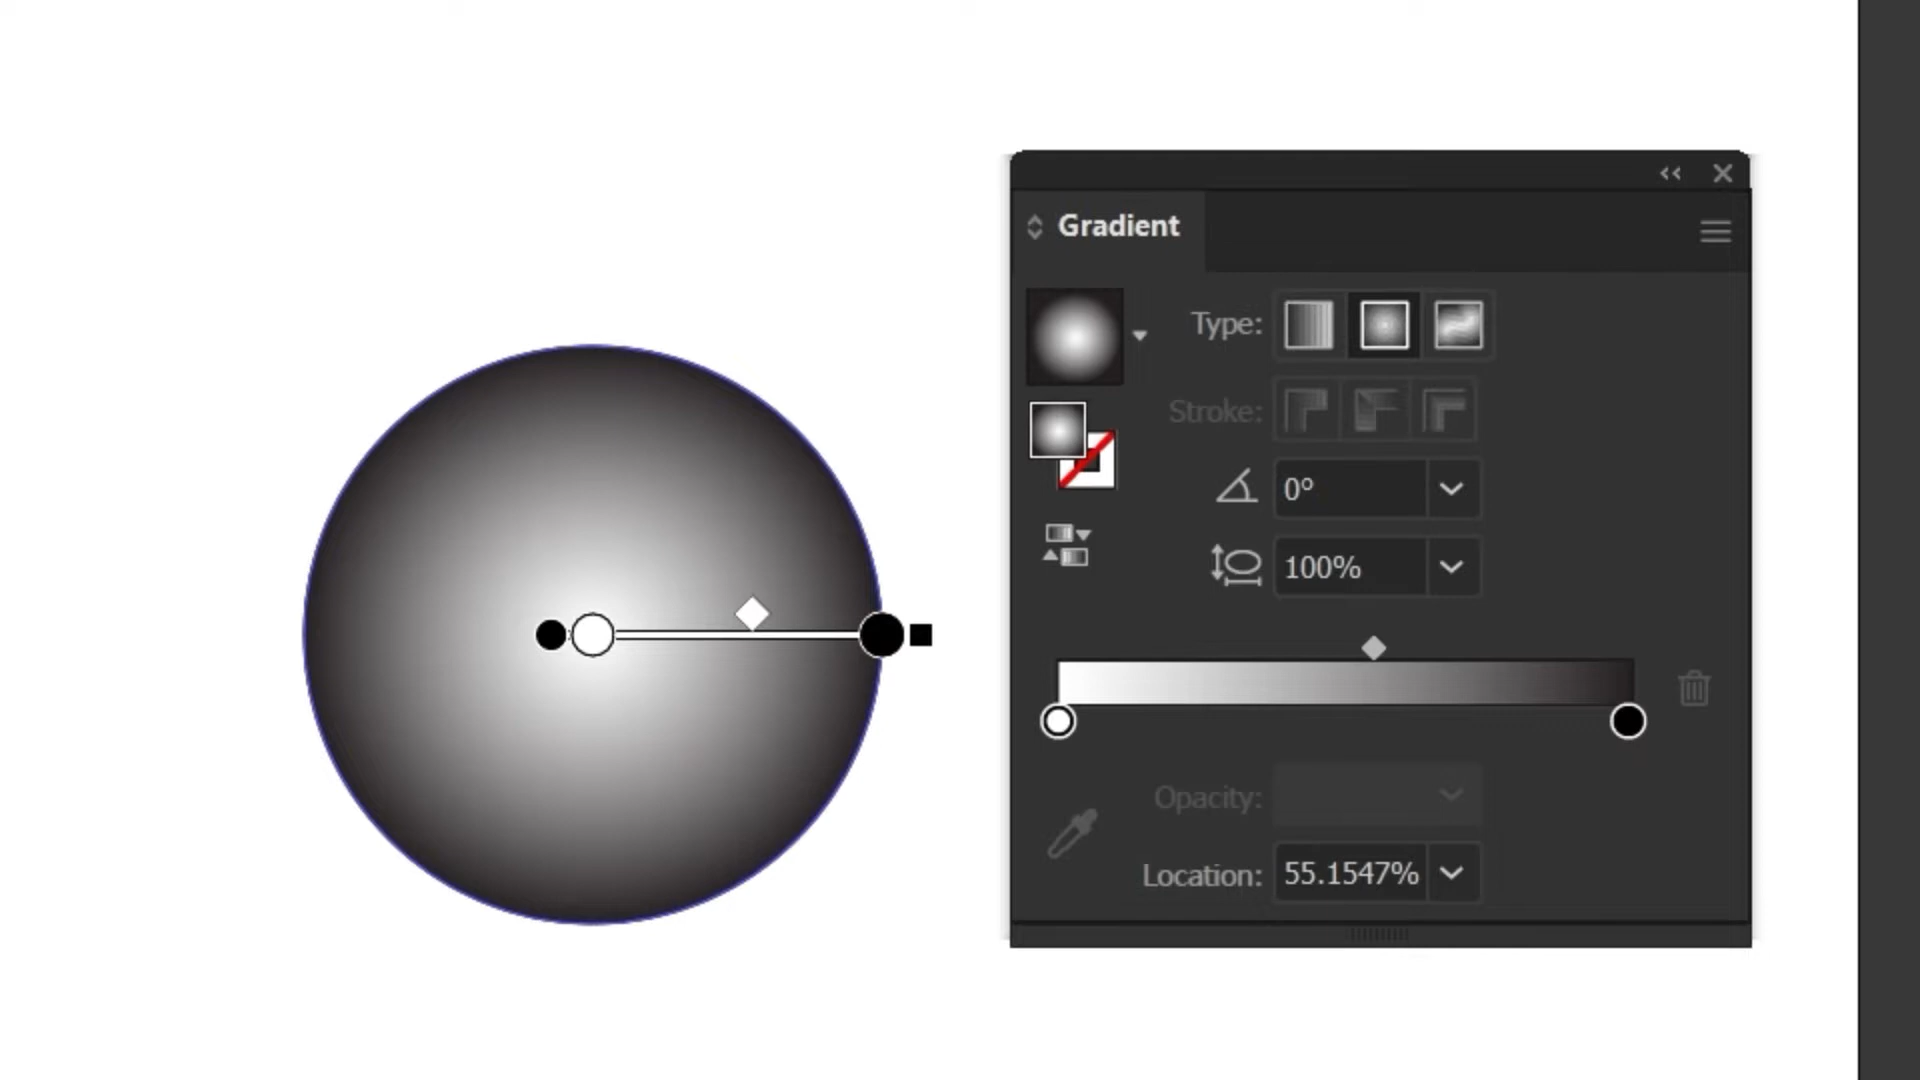 Gradient
Type:
Stroke:
0°
100%
Opacity:
Location: 55.1547%